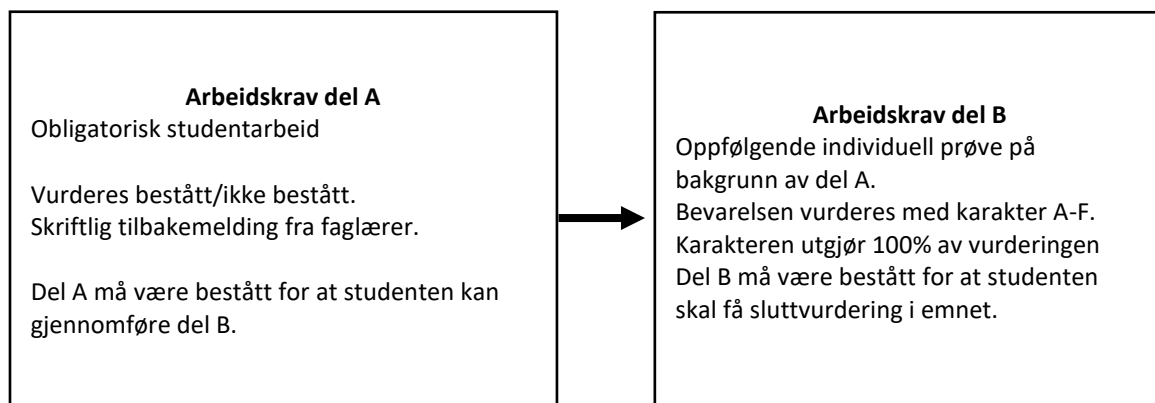 Arbeidskrav del A
Obligatorisk studentarbeid
Vurderes bestått/ikke bestått.
Skriftlig tilbakemelding fra faglærer.
Del A må være bestått for at studenten kan
gjennomføre del B.
Arbeidskrav del B
Oppfølgende individuell prøve på
bakgrunn av del A.
Bevarelsen vurderes med karakter A-F.
Karakteren utgjør 100% av vurderingen
Del B må være bestått for at studenten
skal få sluttvurdering i emnet.